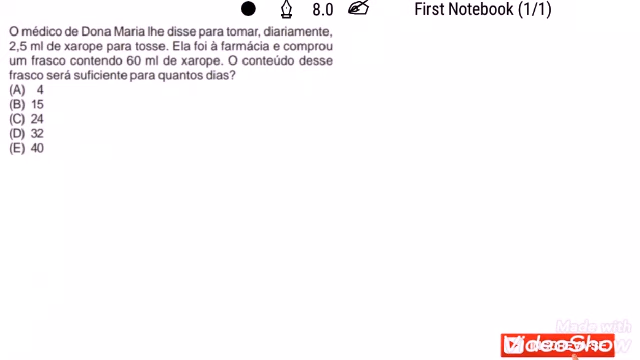 8.0
First Notebook (1/1)
O médico de Dona Maria lhe disse para tomar, diariamente,
2,5 ml de xarope para tosse. Ela foi à farmácia e comprou
um frasco contendo 60 ml de xarope. O conteúdo desse
frasco será suficiente para quantos dias?
(A) 4
(B) 15
(C) 24
(D) 32
(E) 40
Made with